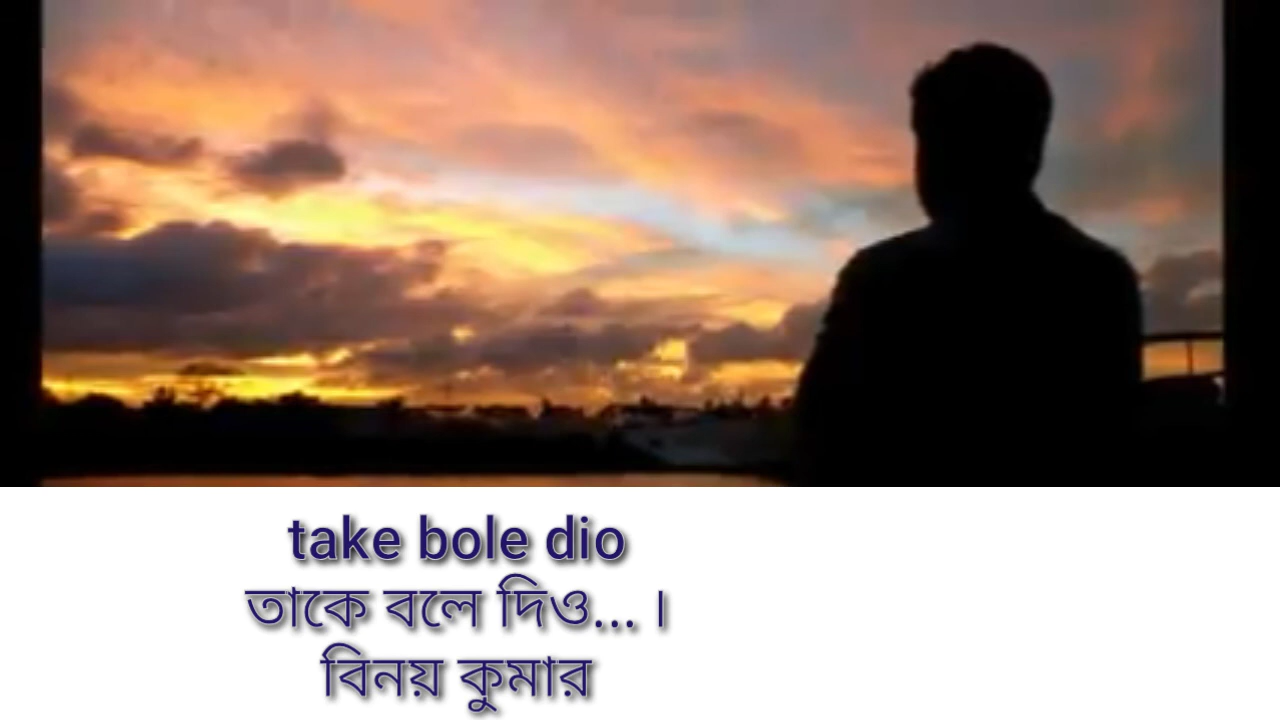 take bole dio
তাকে বলে দিও... ।
বিনয় কুমার